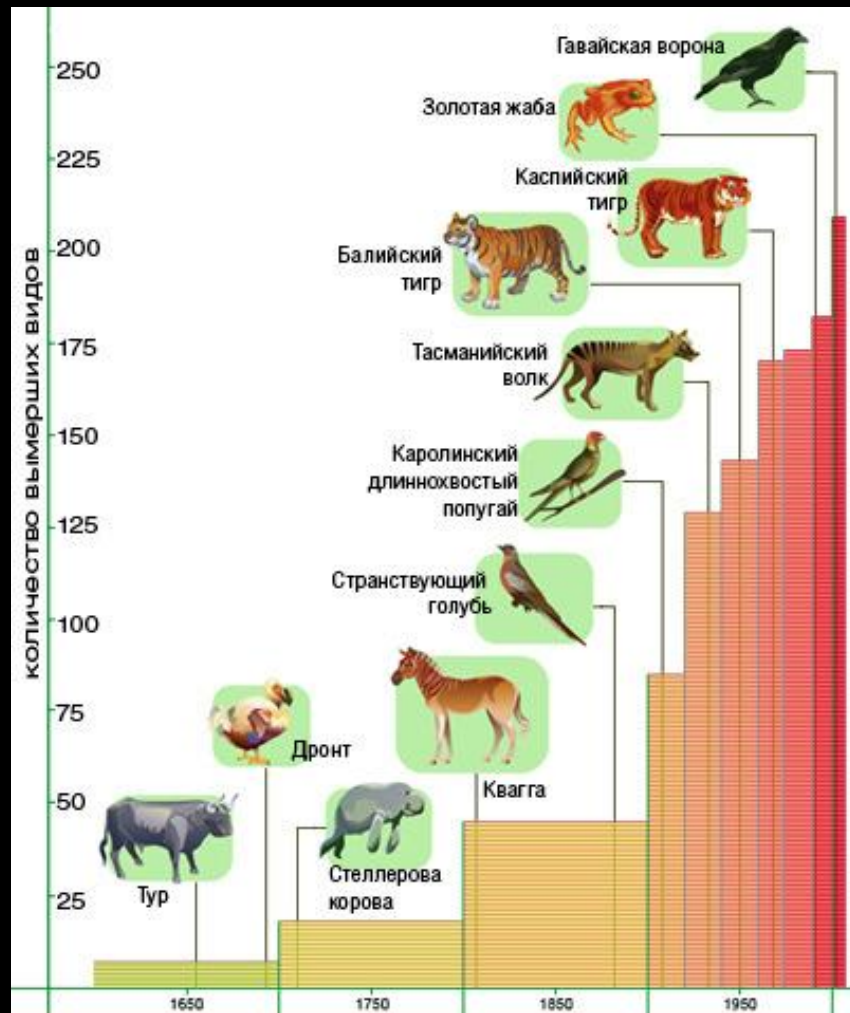 КОЛИЧЕСТВО ВЫМЕРШИХ ВИДОВ
250
225
200
175
150
125
100
75
50
25
Гавайская ворона
Золотая жаба
Каспийский
тигр
Балийский
тигр
Тасманийский
волк
Каролинский
длиннохвостый
попугай
Странствующий
голубь
Квагга
Дронт
Стеллерова
корова
Тур
1650
1750
1850
1950